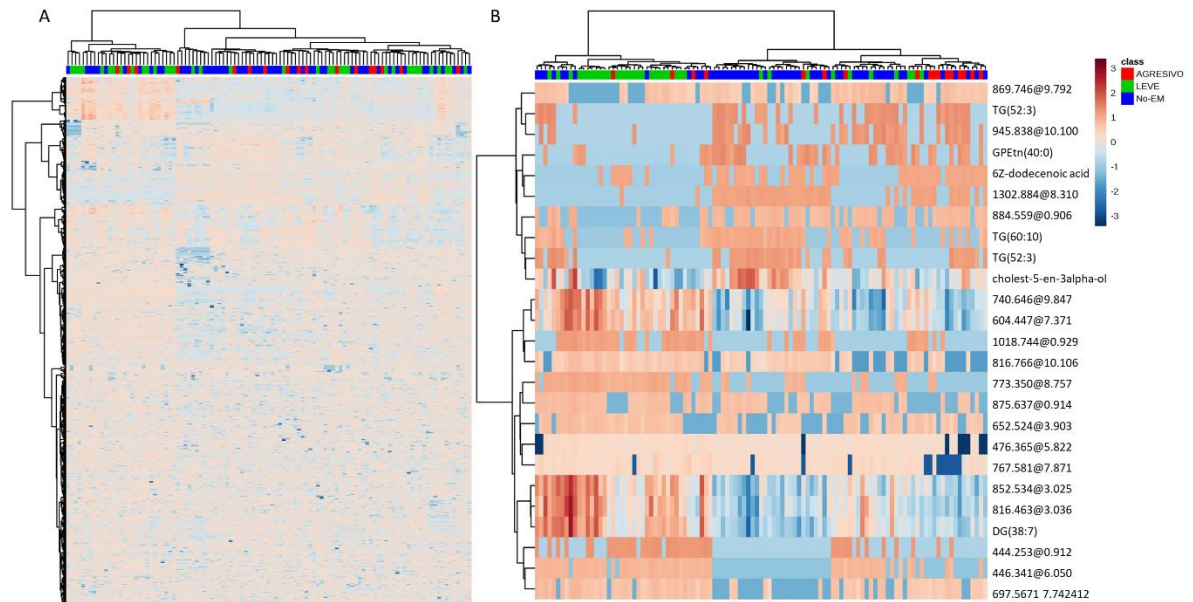 A
B
869.746@9.792
TG(52:3)
945.838@10.100
GPEtn(40:0)
6Z-dodecenoic acid
1302.884@8.310
884.559@0.906
TG(60:10)
TG(52:3)
cholest-5-en-3alpha-ol
740.646@9.847
604.447@7.371
1018.744@0.929
816.766@10.106
773.350@8.757
875.637@0.914
652.524@3.903
476.365@5.822
767.581@7.871
852.534@3.025
816.463@3.036
DG(38:7)
444.253@0.912
446.341@6.050
697.5671 7.742412
3
2
1
0
-1
-2
-3
class
AGRESIVO
LEVE
No-EM